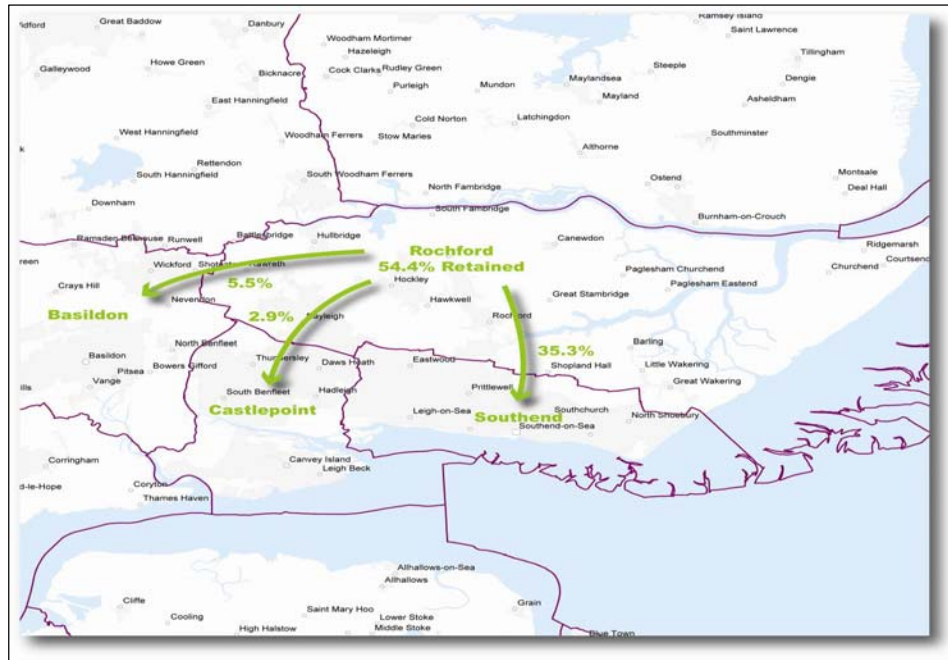 Ramsey Island
Great Baddow
Danbury
Saint Lawrence
Woodham Mortimer
Hazeleigh
Tillingham
Howe Green
Steeple
Galleywood
Bicknacre
Cock Clarks
Rudley Green
Maylandsea
Dengie
Purleigh
Mundon
Mayland
East Hanningfield
Asheldham
Cold Norton
Latchingdon
West Hanningfield
Woodham Ferrers
Stow Maries
Southminster
Althorne
Rettendon
South Hanningfield
South Woodham Ferrers
Montsale
Ostend
North Fambridge
Deal Hall
Downham
South Fambridge
Burnham-on-Crouch
Battlesbridge
Hullbridge
Runwell
Canewdon
Ridgemarsh
Rochford
54.4% Retained
Courtsend
Wickford
Churchend
Paglesham Churchend
Hockley
5.5%
Crays Hill
Paglesham Eastend
Nevendon
Hawkwell
Great Stambridge
Basildon
2.9%
Rayleigh
Rochford
North Benfleet
Barling
35.3%
Basildon
Thundersley
Daws Heath
Eastwood
Shopland Hall
Little Wakering
Bowers Gifford
Pitsea
Vange
Great Wakering
South Benfleet
Hadleigh
Prittlewell
Castlepoint
Leigh-on-Sea
Southchurch
Southend
North Shoebury
Southend-on-Sea
Canvey Island
Corringham
Leigh Beck
Coryton
d-le-Hope
Thames Haven
Allhallows-on-Sea
Allhallows
Cliffe
Saint Mary Hoo
Grain
Cooling
Lower Stoke
High Halstow
Middle Stoke
Blue Town